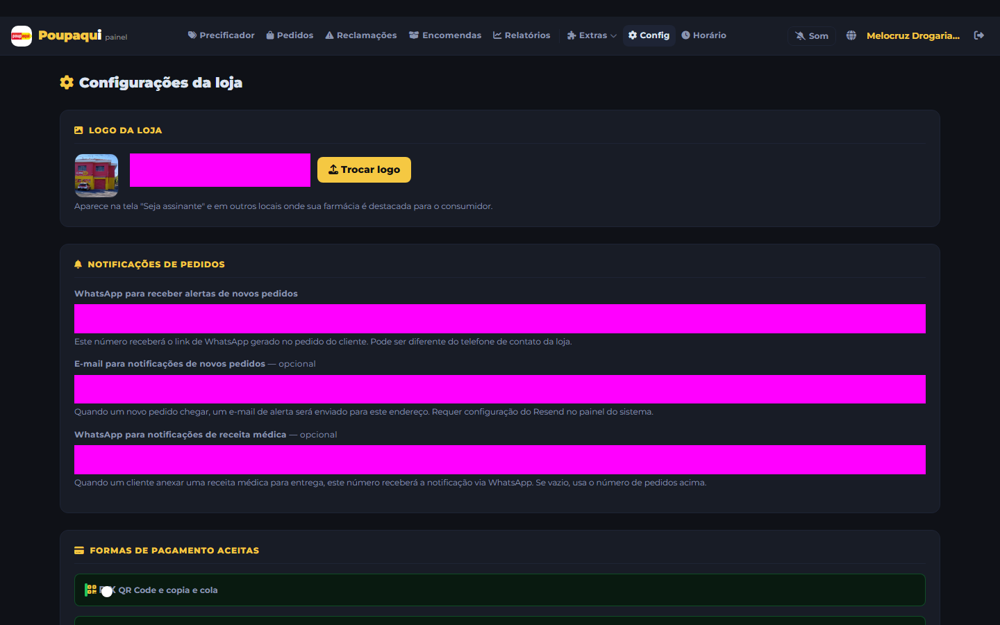 Poupaqui painel
Precificador
Pedidos
Reclamações
Encomendas
Relatórios
Extras
Config
Horário
Som
Melocruz Drogaria...
Configurações da loja
LOGO DA LOJA
Trocar logo
Aparece na tela "Seja assinante" e em outros locais onde sua farmácia é destacada para o consumidor.
NOTIFICAÇÕES DE PEDIDOS
WhatsApp para receber alertas de novos pedidos
Este número receberá o link de WhatsApp gerado no pedido do cliente. Pode ser diferente do telefone de contato da loja.
E-mail para notificações de novos pedidos — opcional
Quando um novo pedido chegar, um e-mail de alerta será enviado para este endereço. Requer configuração do Resend no painel do sistema.
WhatsApp para notificações de receita médica — opcional
Quando um cliente anexar uma receita médica para entrega, este número receberá a notificação via WhatsApp. Se vazio, usa o número de pedidos acima.
FORMAS DE PAGAMENTO ACEITAS
QR Code e copia e cola